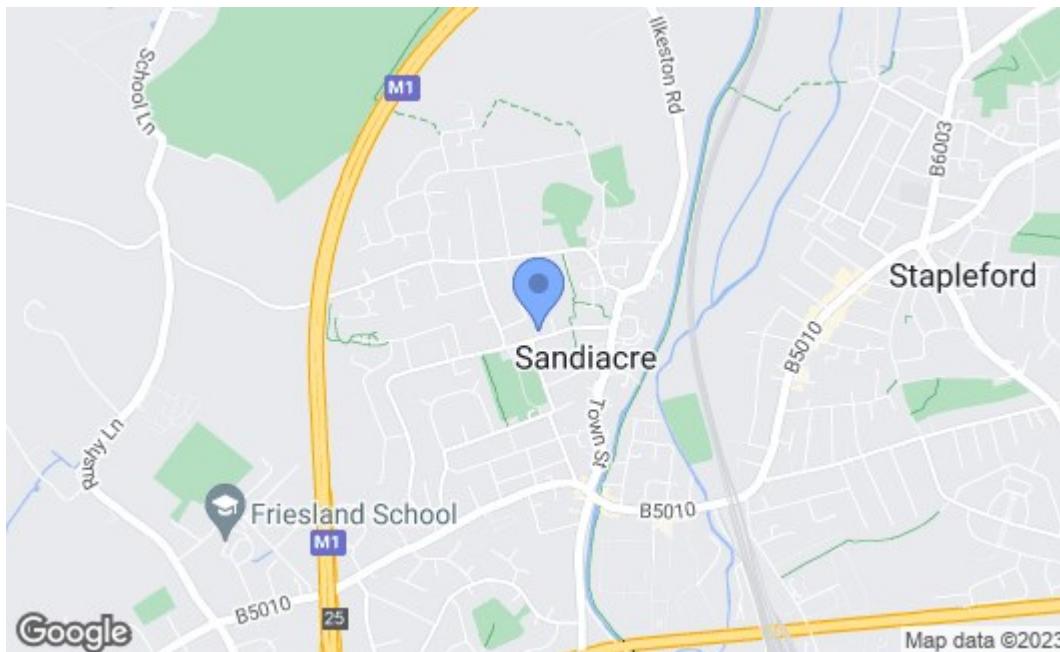 School Ln
M1
Ilkeston Rd
B6003
Stapleford
Sandiacre
B5010
Town St
Rushy Ln
Friesland School
B5010
M1
25
B5010
Google
Map data ©2023